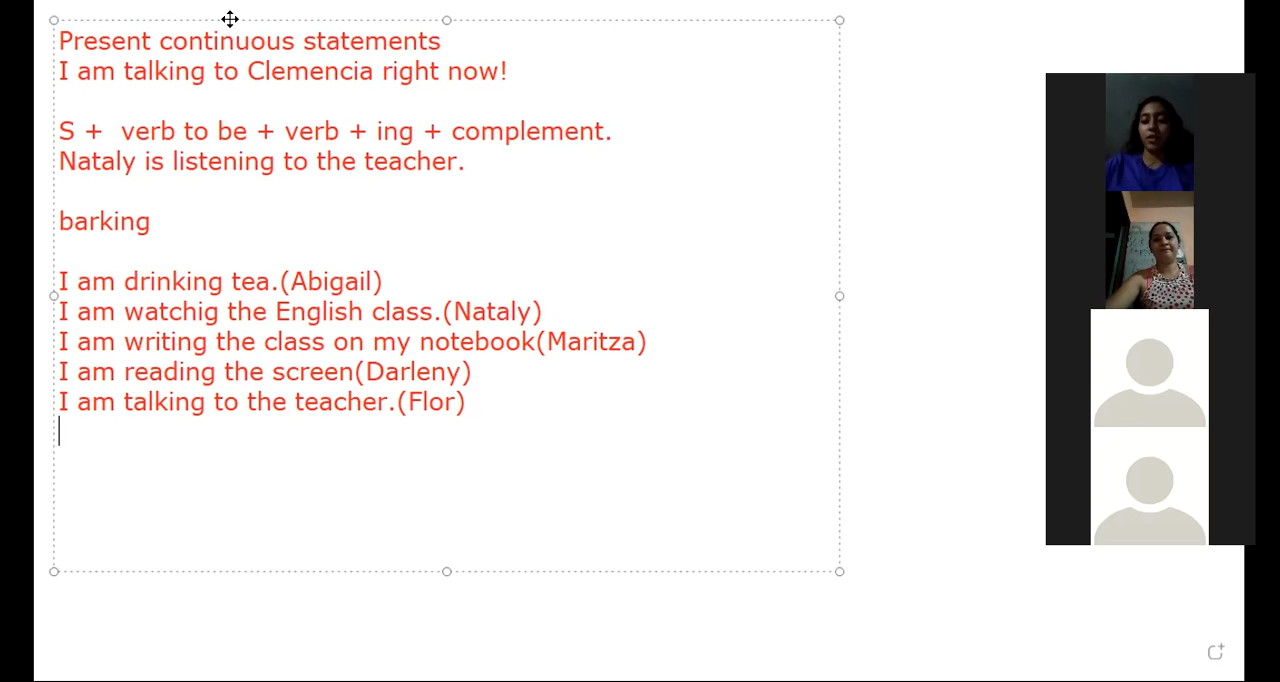 Present continuous statements
I am talking to Clemencia right now!
S +  verb to be + verb + ing + complement.
Nataly is listening to the teacher.
barking
I am drinking tea.(Abigail)
I am watchig the English class.(Nataly)
I am writing the class on my notebook(Maritza)
I am reading the screen(Darleny)
I am talking to the teacher.(Flor)